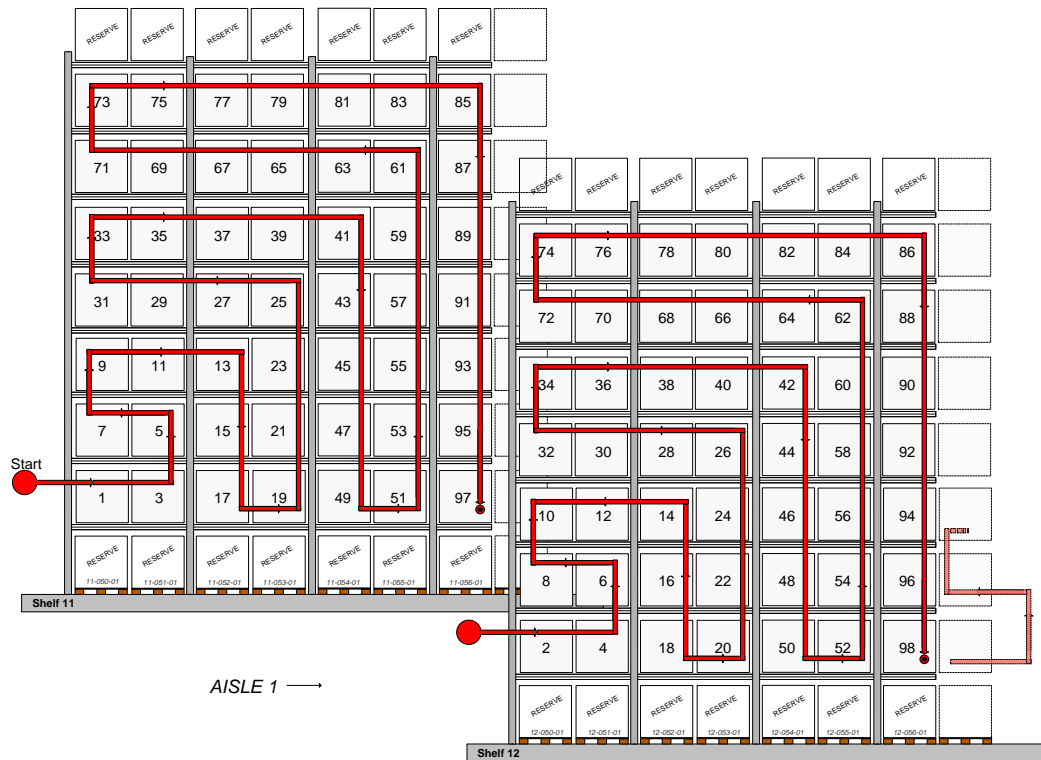 RESERVE RESERVE RESERVE RESERVE RESERVE RESERVE RESERVE
73 75 77 79 81 83 85
71 69 67 65 63 61 87
33 35 37 39 41 59 89
31 29 27 25 43 57 91
9 11 13 23 45 55 93
7 5 15 21 47 53 95
Start
1 3 17 19 49 51 97
RESERVE RESERVE RESERVE RESERVE RESERVE RESERVE RESERVE
11-050-01 11-051-01 11-052-01 11-053-01 11-054-01 11-055-01 11-056-01
Shelf 11
RESERVE RESERVE RESERVE RESERVE RESERVE RESERVE RESERVE
74 76 78 80 82 84 86
72 70 68 66 64 62 88
34 36 38 40 42 60 90
32 30 28 26 44 58 92
10 12 14 24 46 56 94
8 6 16 22 48 54 96
2 4 18 20 50 52 98
AISLE 1
RESERVE RESERVE RESERVE RESERVE RESERVE RESERVE RESERVE
12-050-01 12-051-01 12-052-01 12-053-01 12-054-01 12-055-01 12-056-01
Shelf 12